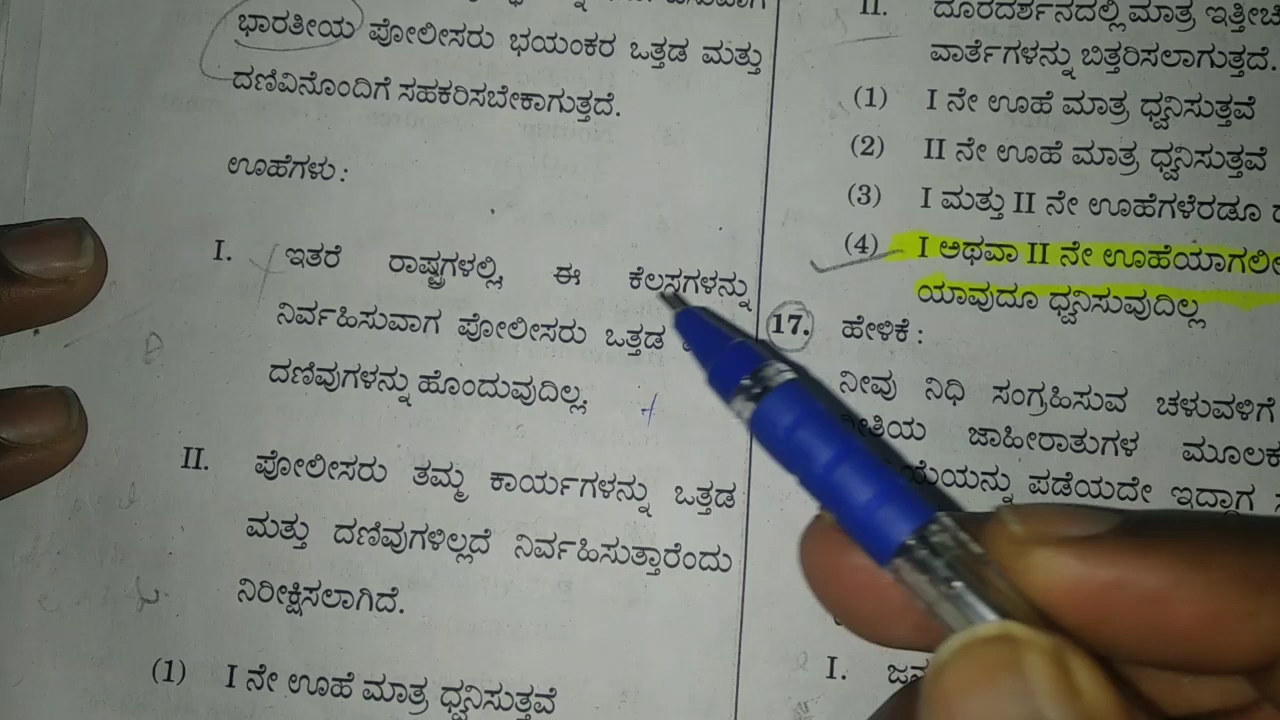 ಭಾರತೀಯ ಪೋಲೀಸರು ಭಯಂಕರ ಒತ್ತಡ ಮತ್ತು
ದಣಿವಿನೊಂದಿಗೆ ಸಹಕರಿಸಬೇಕಾಗುತ್ತದೆ.
ಊಹೆಗಳು :
I. ಇತರೆ ರಾಷ್ಟ್ರಗಳಲ್ಲಿ, ಈ ಕೆಲಸಗಳನ್ನು
ನಿರ್ವಹಿಸುವಾಗ ಪೋಲೀಸರು ಒತ್ತಡ
ದಣಿವುಗಳನ್ನು ಹೊಂದುವುದಿಲ್ಲ.
II. ಪೋಲೀಸರು ತಮ್ಮ ಕಾರ್ಯಗಳನ್ನು ಒತ್ತಡ
ಮತ್ತು ದಣಿವುಗಳಿಲ್ಲದೆ ನಿರ್ವಹಿಸುತ್ತಾರೆಂದು
ನಿರೀಕ್ಷಿಸಲಾಗಿದೆ.
(1) I ನೇ ಊಹೆ ಮಾತ್ರ ಧ್ವನಿಸುತ್ತವೆ
II. ದೂರದರ್ಶನದಲ್ಲಿ ಮಾತ್ರ ಇತ್ತೀಚಿ
ವಾರ್ತೆಗಳನ್ನು ಬಿತ್ತರಿಸಲಾಗುತ್ತದೆ.
(1) I ನೇ ಊಹೆ ಮಾತ್ರ ಧ್ವನಿಸುತ್ತವೆ
(2) II ನೇ ಊಹೆ ಮಾತ್ರ ಧ್ವನಿಸುತ್ತವೆ
(3) I ಮತ್ತು II ನೇ ಊಹೆಗಳೆರಡೂ
(4) I ಅಥವಾ II ನೇ ಊಹೆಯಾಗಲೀ
ಯಾವುದೂ ಧ್ವನಿಸುವುದಿಲ್ಲ
17. ಹೇಳಿಕೆ :
ನೀವು ನಿಧಿ ಸಂಗ್ರಹಿಸುವ ಚಳುವಳಿಗೆ
ಜಾಹೀರಾತುಗಳ ಮೂಲಕ
ಪಡೆಯದೇ ಇದ್ದಾಗ
I.